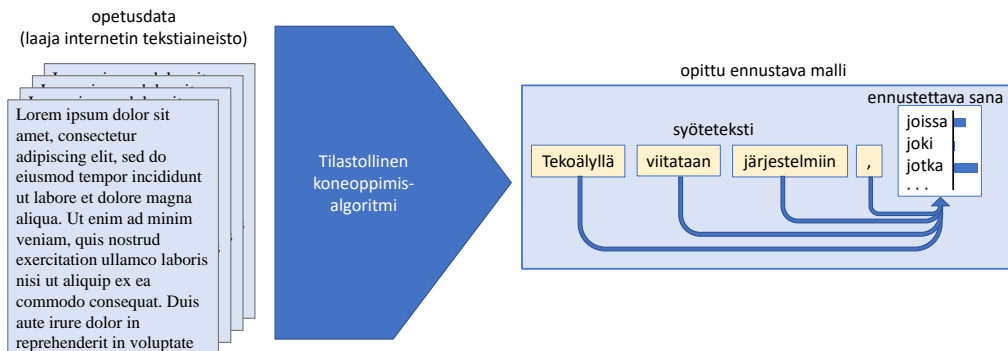 opetusdata
(laaja internetin tekstiaineisto)
Lorem ipsum dolor sit
amet, consectetur
adipiscing elit, sed do
eiusmod tempor incididunt
ut labore et dolore magna
aliqua. Ut enim ad minim
veniam, quis nostrud
exercitation ullamco laboris
nisi ut aliquip ex ea
commodo consequat. Duis
aute irure dolor in
reprehenderit in voluptate
Tilastollinen
koneoppimis-
algoritmi
opittu ennustava malli
ennustettava sana
syöteteksti
Tekoälyllä viitataan järjestelmiin ,
joissa
joki
jotka
. . .